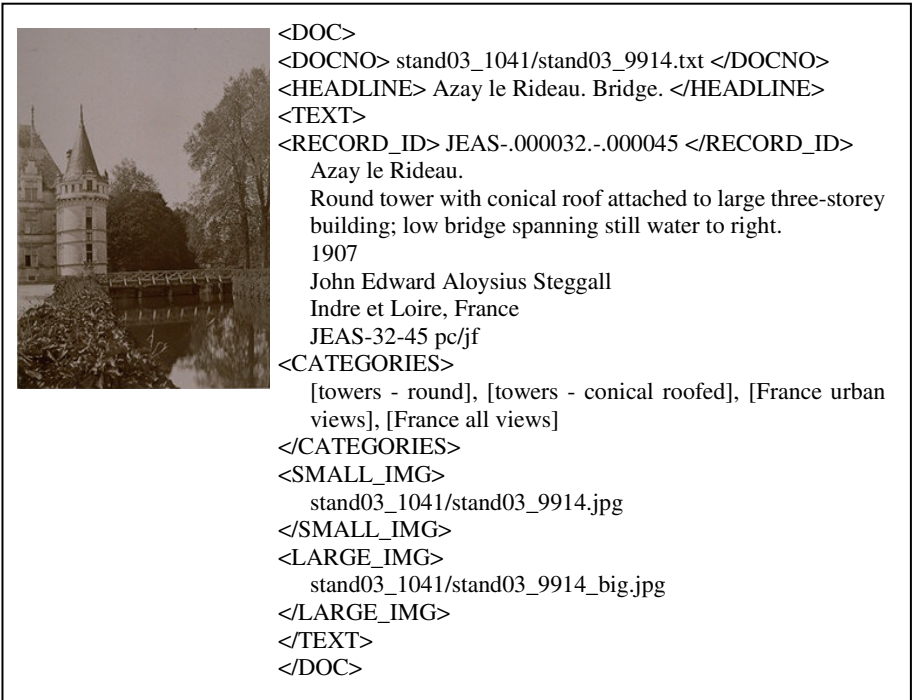 <DOC>
<DOCNO> stand03_1041/stand03_9914.txt </DOCNO>
<HEADLINE> Azay le Rideau. Bridge. </HEADLINE>
<TEXT>
<RECORD_ID> JEAS-.000032.-.000045 </RECORD_ID>
Azay le Rideau.
Round tower with conical roof attached to large three-storey
building; low bridge spanning still water to right.
1907
John Edward Aloysius Steggall
Indre et Loire, France
JEAS-32-45 pc/jf
<CATEGORIES>
[towers - round], [towers - conical roofed], [France urban
views], [France all views]
</CATEGORIES>
<SMALL_IMG>
stand03_1041/stand03_9914.jpg
</SMALL_IMG>
<LARGE_IMG>
stand03_1041/stand03_9914_big.jpg
</LARGE_IMG>
</TEXT>
</DOC>